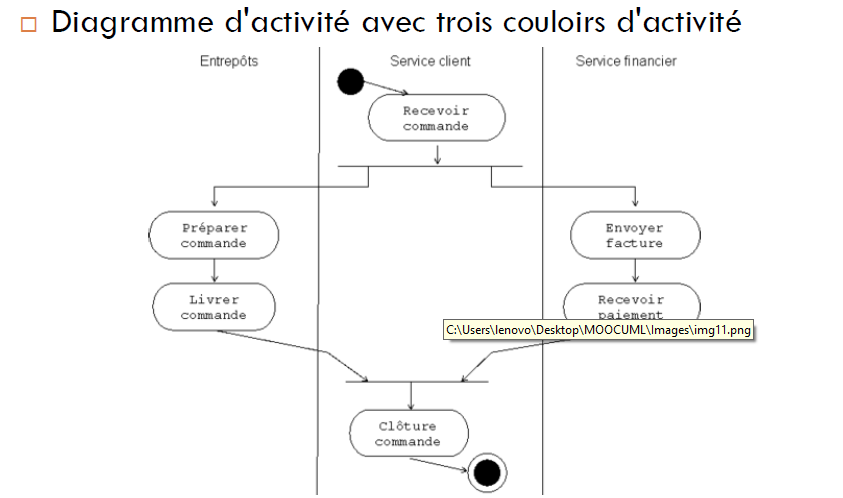 Diagramme d'activité avec trois couloirs d'activité
Entrepôts
Service client
Service financier
Recevoir
commande
Préparer
commande
Envoyer
facture
Livrer
commande
Recevoir
paiement
C:\Users\lenovo\Desktop\MOOCUML\Images\img11.png
Clôture
commande